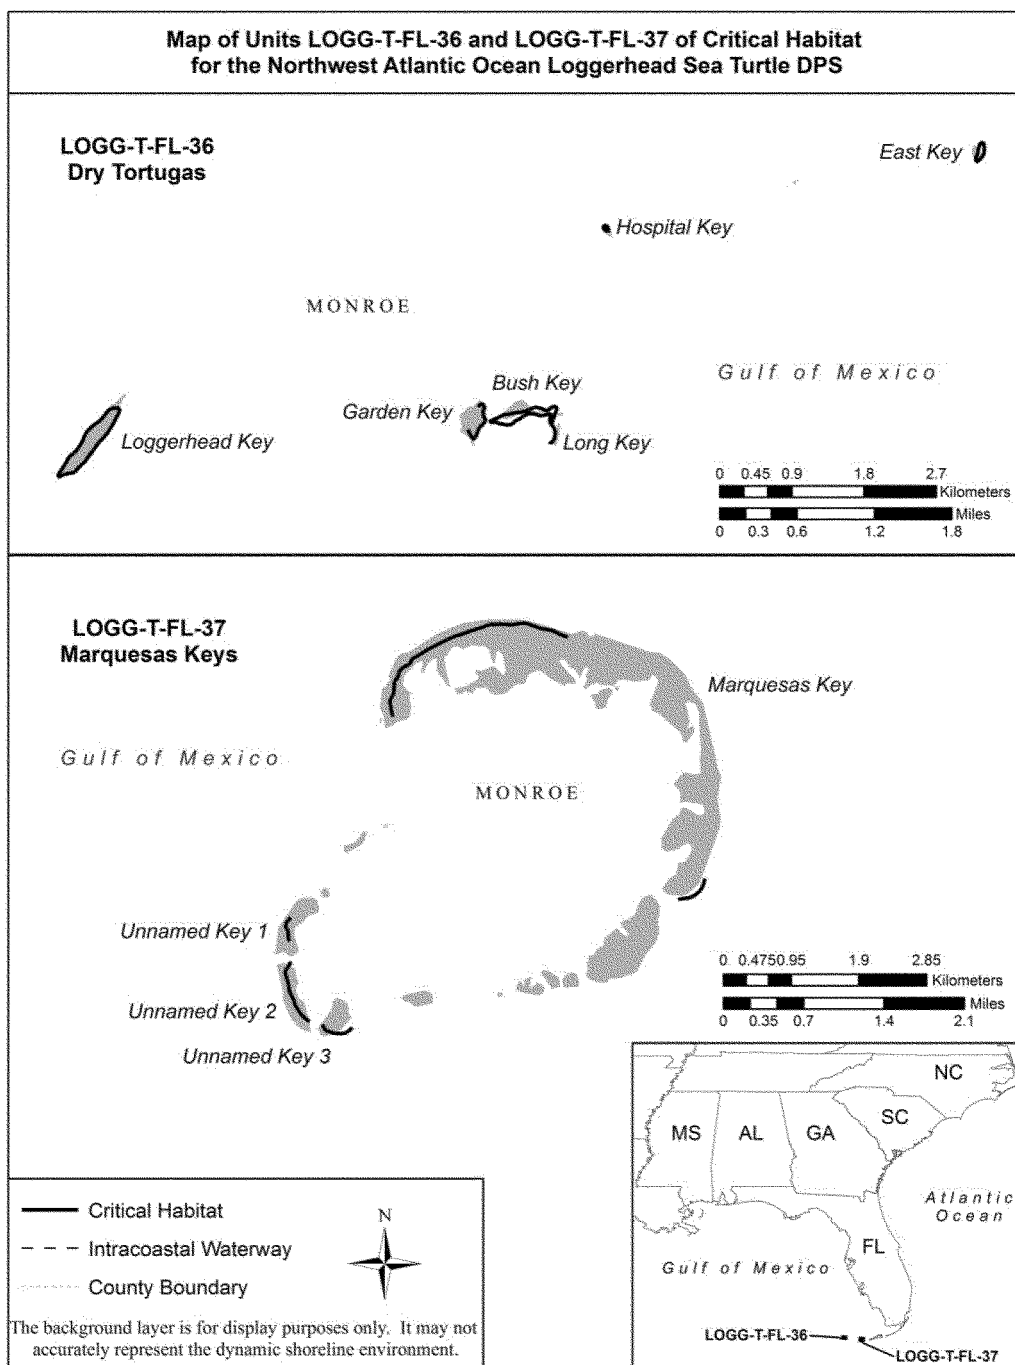 Map of Units LOGG-T-FL-36 and LOGG-T-FL-37 of Critical Habitat
for the Northwest Atlantic Ocean Loggerhead Sea Turtle DPS
LOGG-T-FL-36
Dry Tortugas
East Key
Hospital Key
MONROE
Gulf of Mexico
Bush Key
Garden Key
Loggerhead Key
Long Key
0 0.45 0.9 1.8 2.7
Kilometers
Miles
0 0.3 0.6 1.2 1.8
LOGG-T-FL-37
Marquesas Keys
Marquesas Key
Gulf of Mexico
MONROE
Unnamed Key 1
Unnamed Key 2
Unnamed Key 3
0 0.475 0.95 1.9 2.85
Kilometers
Miles
0 0.35 0.7 1.4 2.1
NC
SC
MS AL GA
Atlantic
Ocean
FL
Gulf of Mexico
LOGG-T-FL-36
LOGG-T-FL-37
Critical Habitat
Intracoastal Waterway
County Boundary
N
The background layer is for display purposes only. It may not
accurately represent the dynamic shoreline environment.